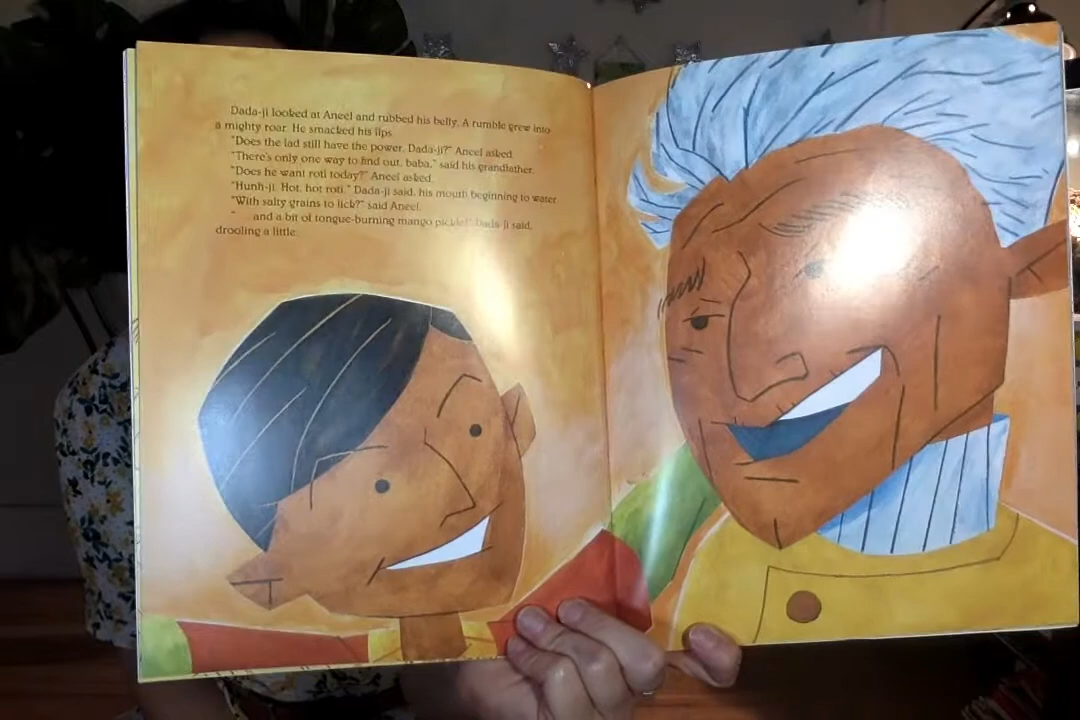 Dada-ji looked at Aneel and rubbed his belly. A rumble grew into
a mighty roar. He smacked his lips.
"Does the lad still have the power, Dada-ji?" Aneel asked.
"There's only one way to find out, baba," said his grandfather.
"Does he want roti today?" Aneel asked.
"Hunh-ji. Hot, hot roti," Dada-ji said, his mouth beginning to water.
"With salty grains to lick?" said Aneel.
" and a bit of tongue-burning mango pickle!" Dada-ji said,
drooling a little.